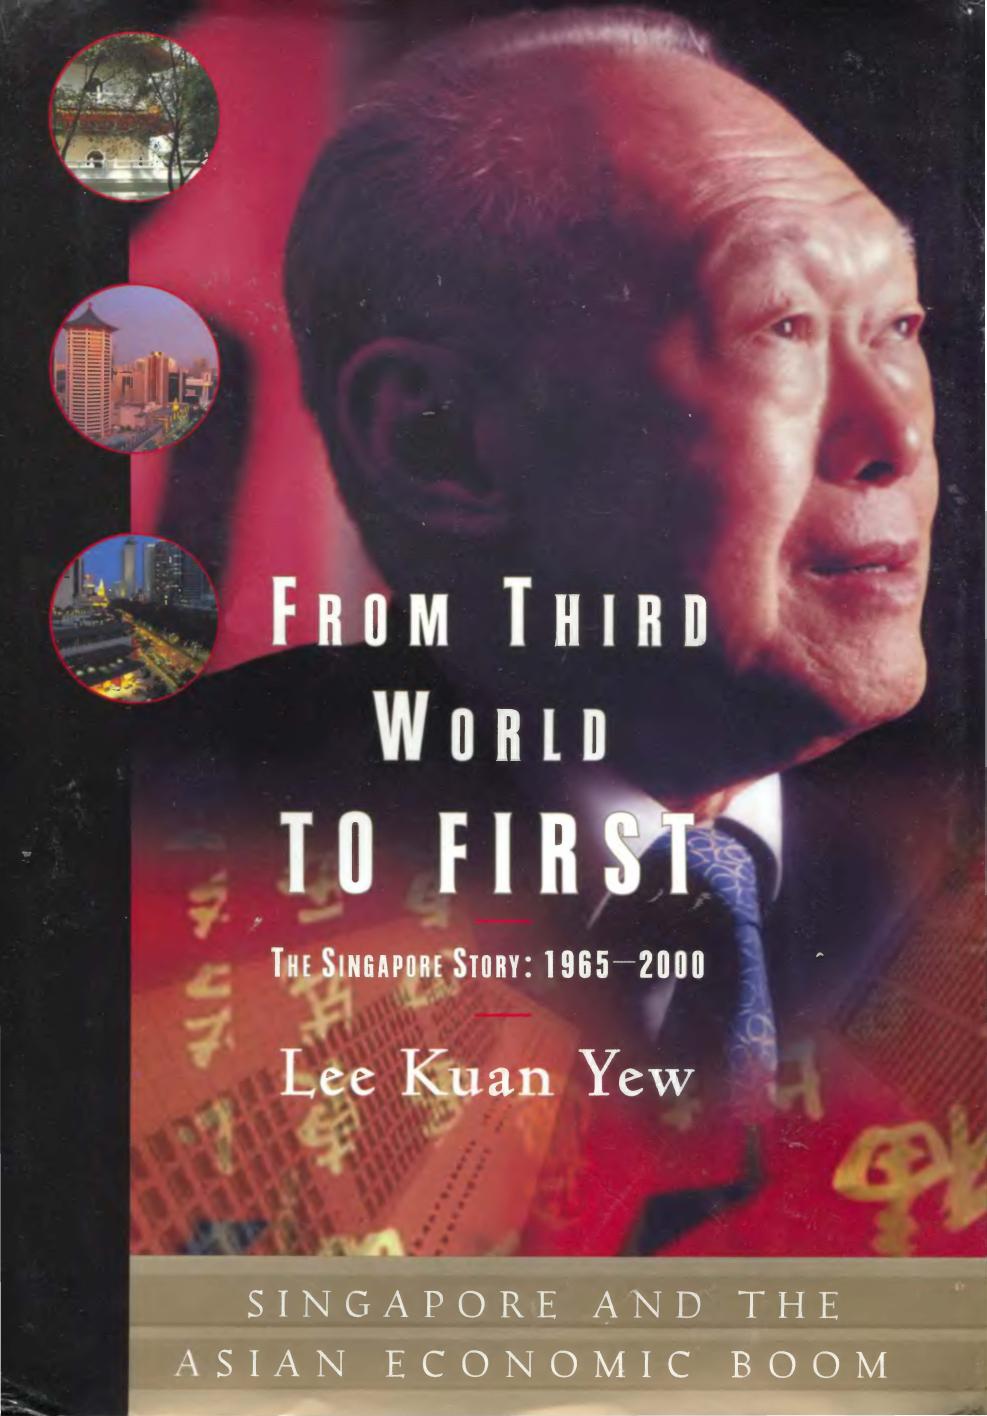 FROM THIRD
WORLD
TO FIRST
THE SINGAPORE STORY: 1965—2000
Lee Kuan Yew
SINGAPORE AND THE
ASIAN ECONOMIC BOOM